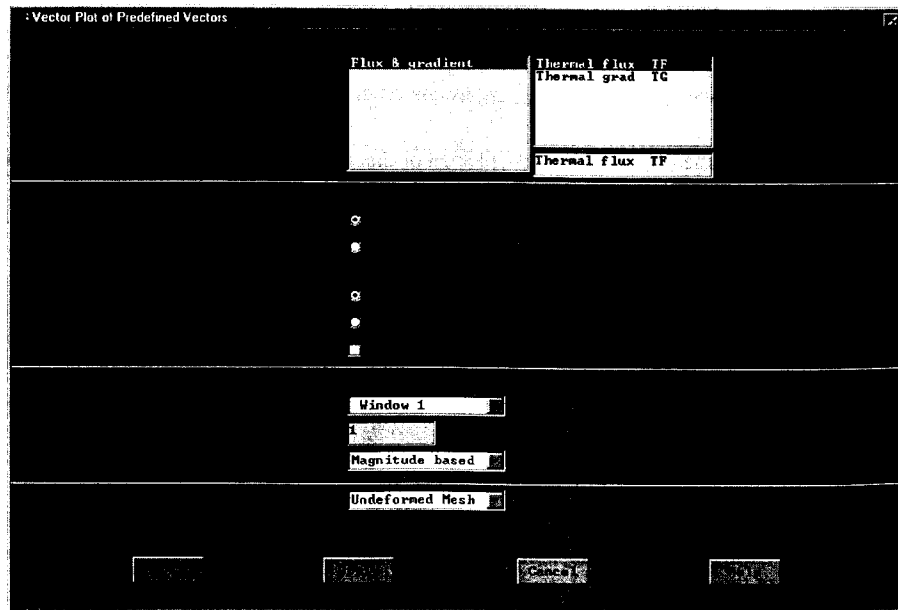 : Vector Plot of Predefined Vectors
Flux & gradient
Thermal flux TF
Thermal grad TG
Thermal flux TF
Window 1
1
Magnitude based
Undeformed Mesh
Cancel